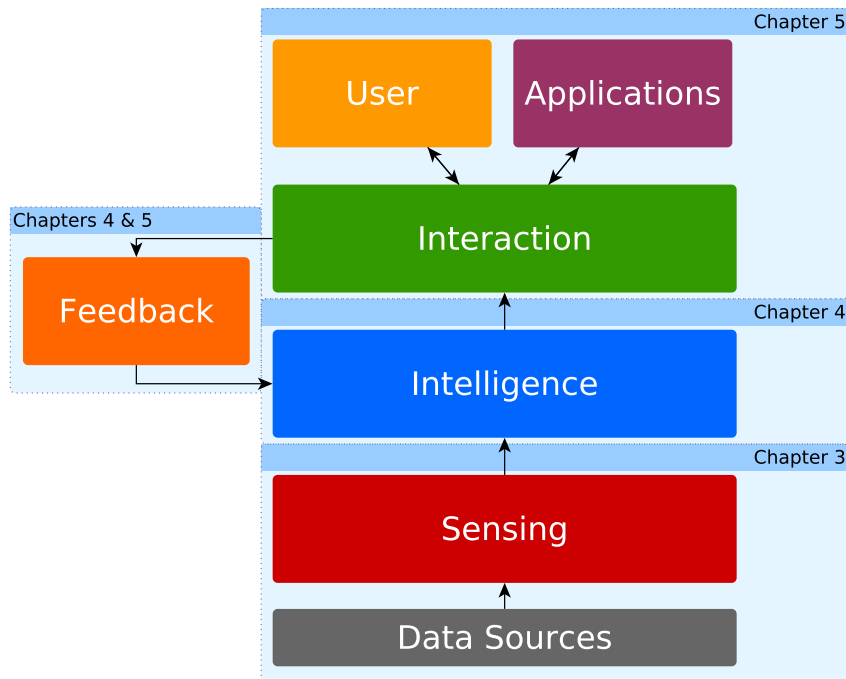 Chapter 5
User
Applications
Interaction
Chapters 4 & 5
Feedback
Chapter 4
Intelligence
Chapter 3
Sensing
Data Sources